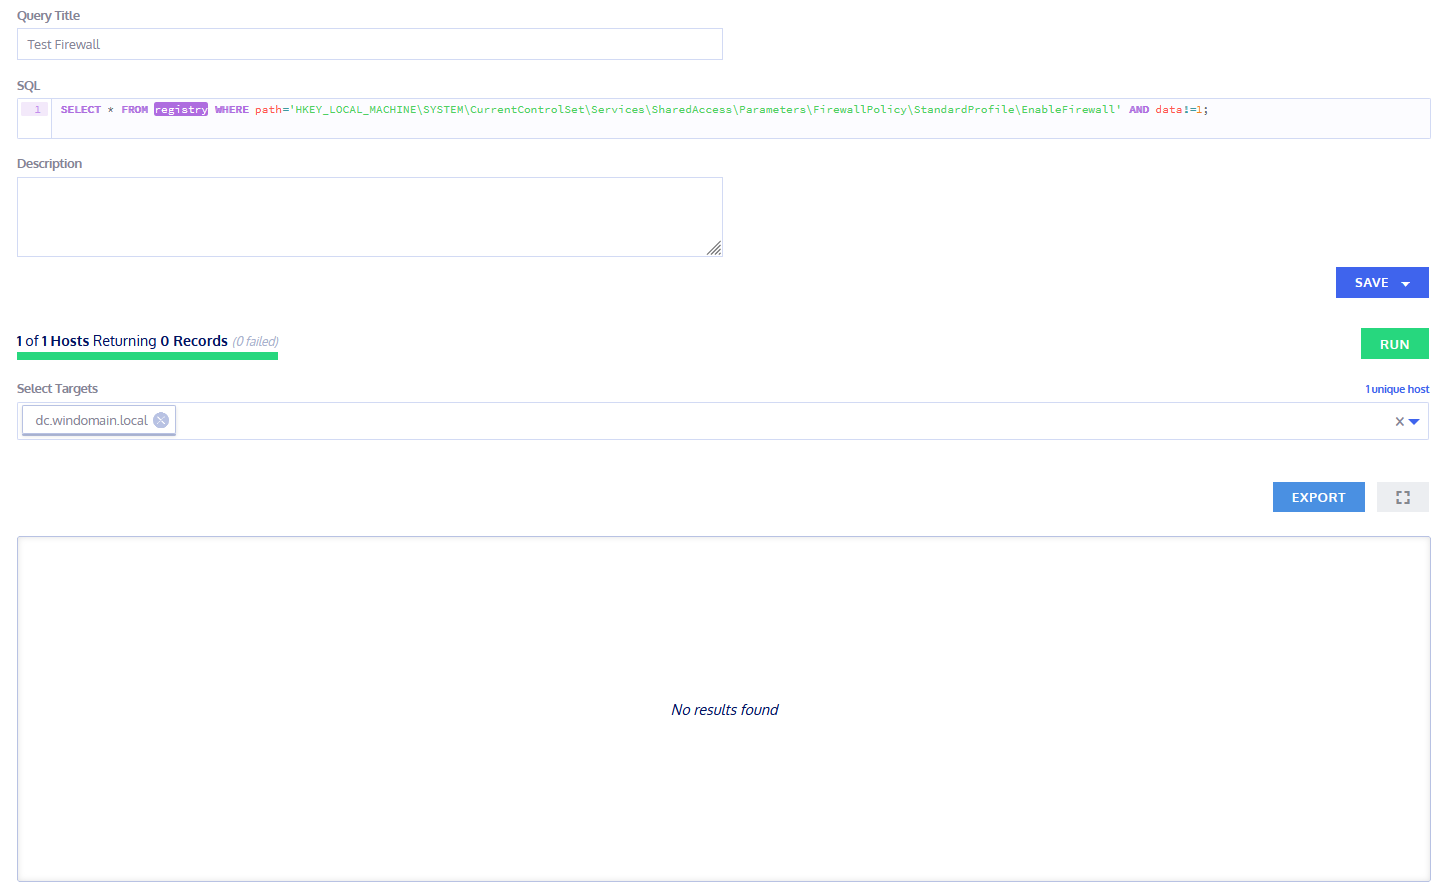 Query Title
Test Firewall
SQL
1 SELECT * FROM registry WHERE path='HKEY_LOCAL_MACHINE\SYSTEM\CurrentControlSet\Services\SharedAccess\Parameters\FirewallPolicy\StandardProfile\EnableFirewall' AND data!=1;
Description
SAVE
1 of 1 Hosts Returning 0 Records (0 failed)
RUN
Select Targets
1 unique host
dc.windomain.local
EXPORT
No results found